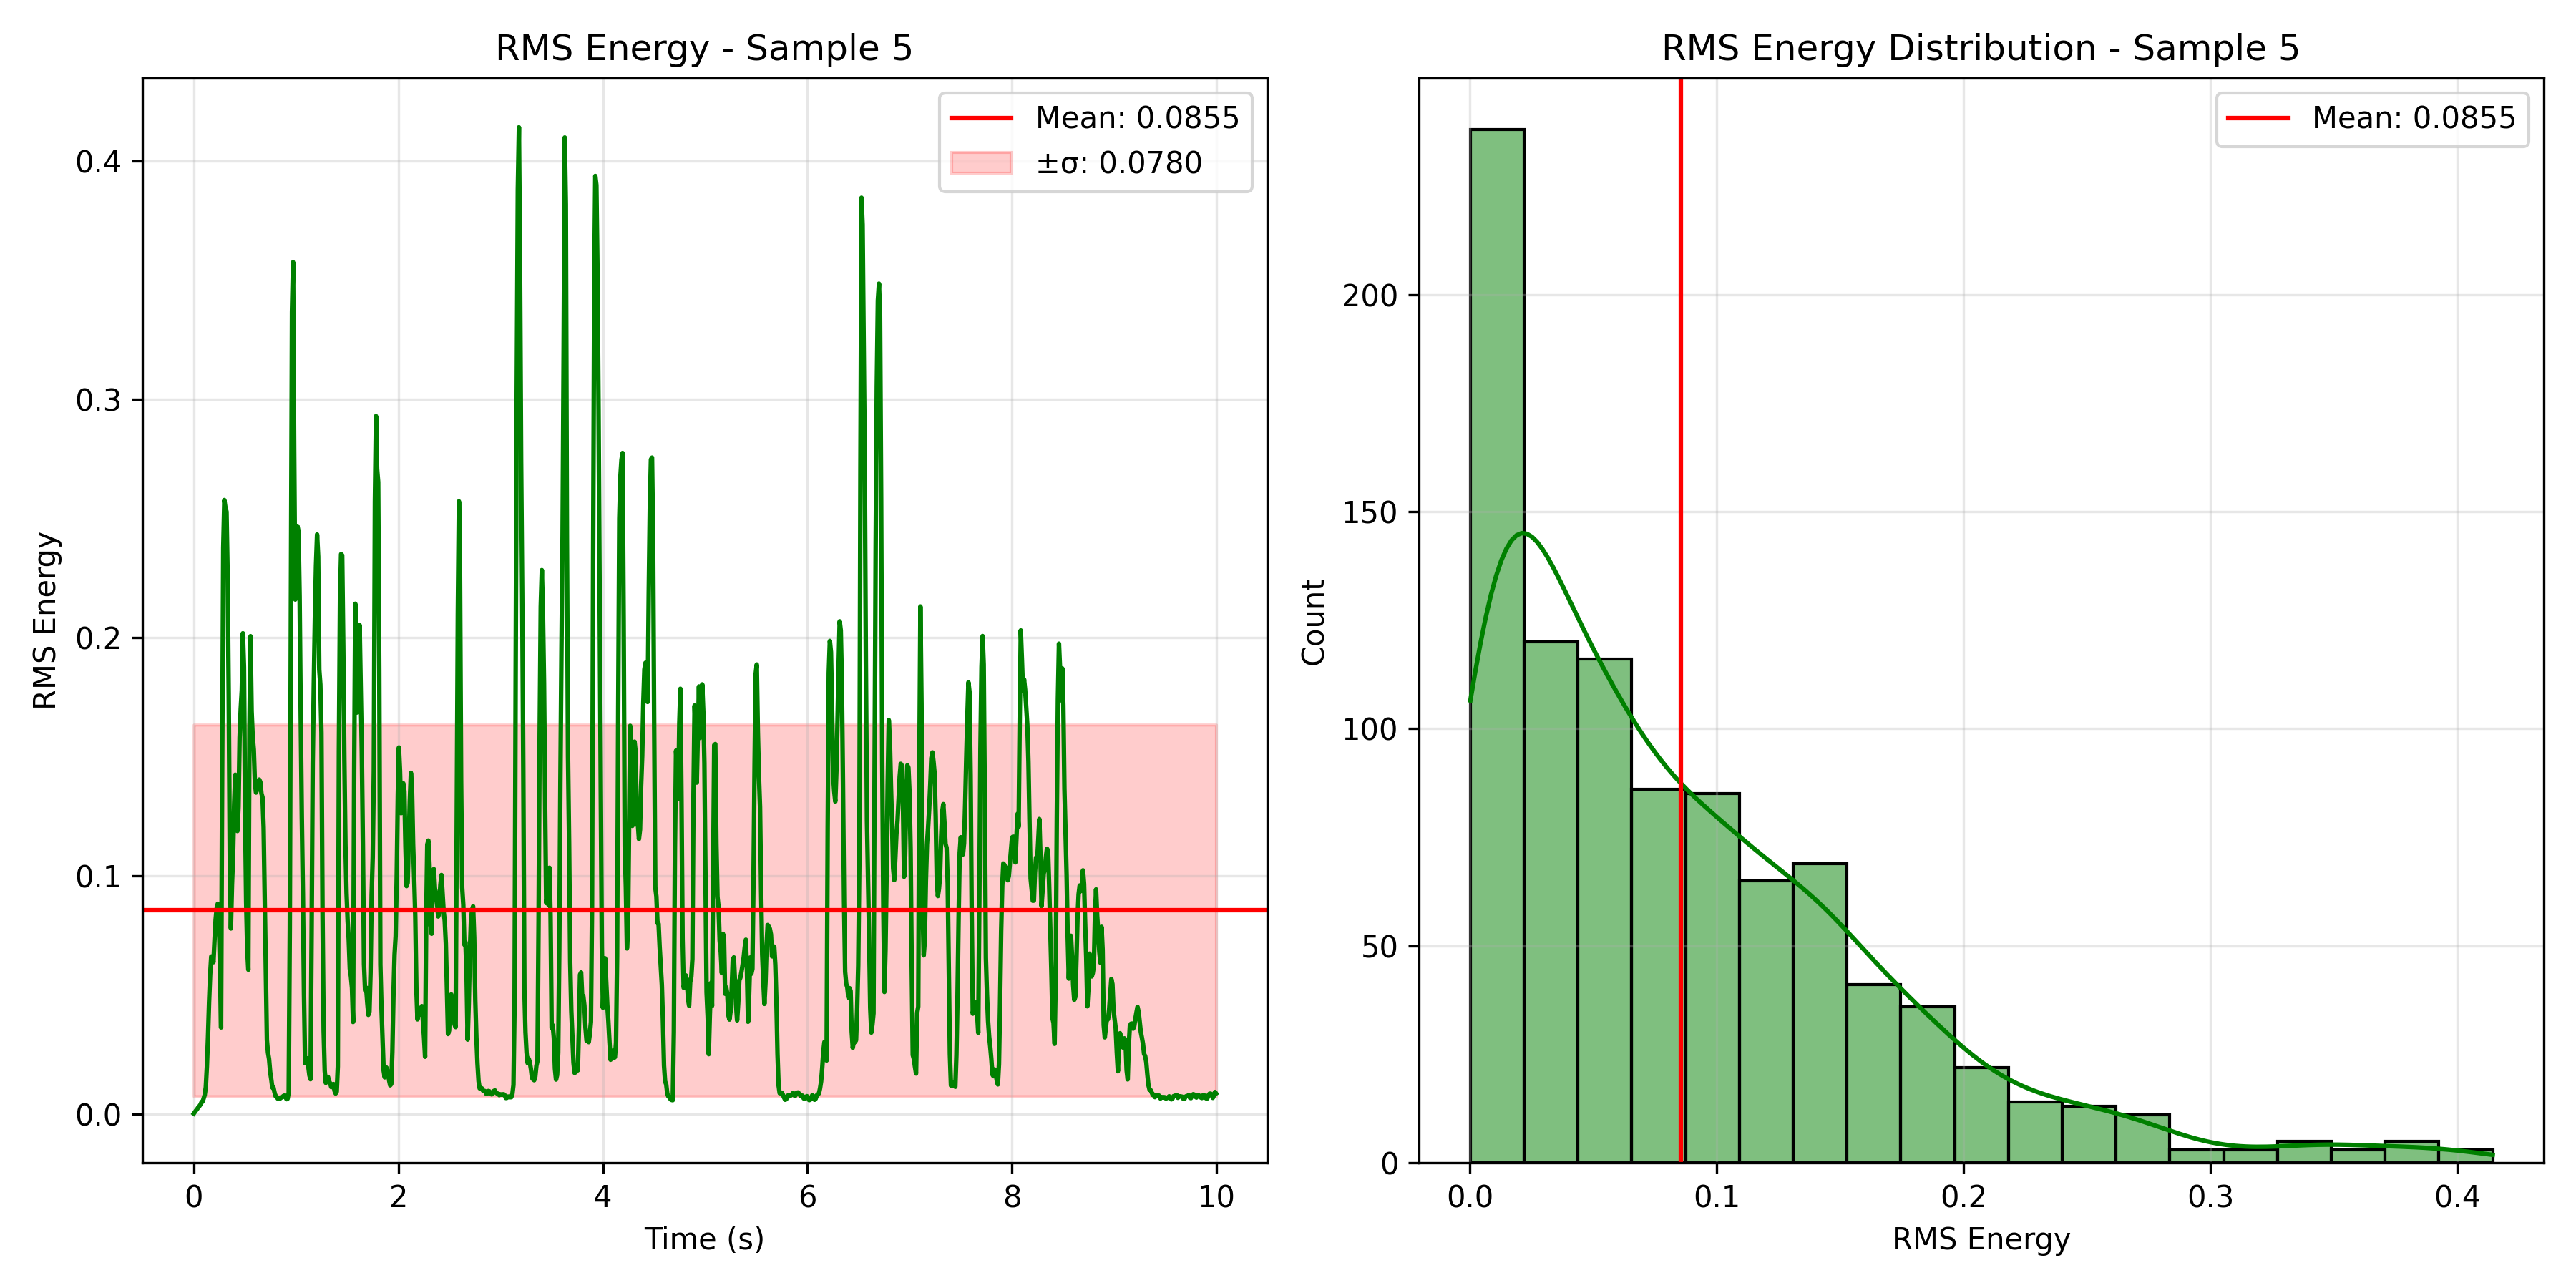 RMS Energy - Sample 5
Mean: 0.0855
±σ: 0.0780
RMS Energy
0.4
0.3
0.2
0.1
0.0
0 2 4 6 8 10
Time (s)
RMS Energy Distribution - Sample 5
Mean: 0.0855
Count
200
150
100
50
0
0.0 0.1 0.2 0.3 0.4
RMS Energy